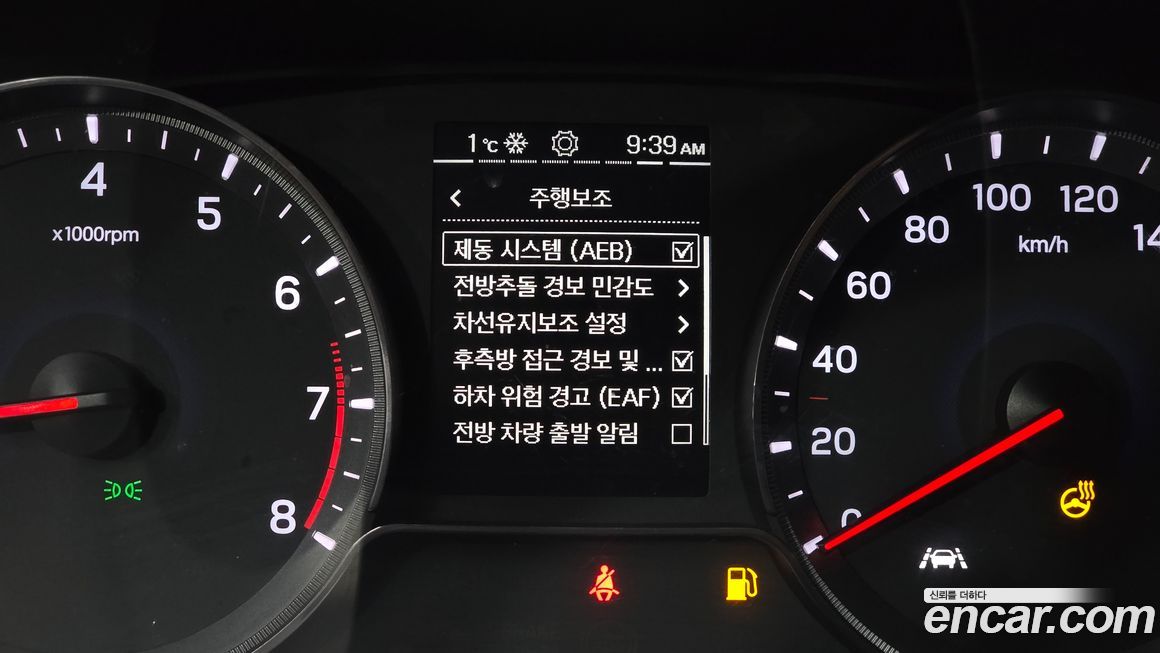 1℃ 9:39 AM
주행보조
제동 시스템 (AEB)
전방추돌 경보 민감도
차선유지보조 설정
후측방 접근 경보 및 ...
하차 위험 경고 (EAF)
전방 차량 출발 알림
4
x1000rpm
5
6
7
8
0
20
40
60
80
100
120
14
km/h
신뢰를 더하다
encar.com